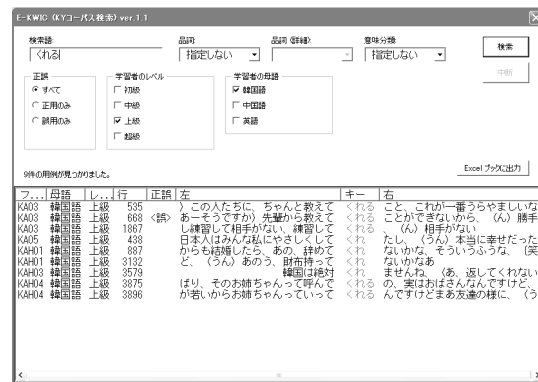 E-KWIC (KYコーパス検索) ver.1.1
検索語: 品詞 品詞(詳細): 意味分類
くれる 指定しない 指定しない 検索
中断
正誤 学習者のレベル 学習者の母語
すべて 初級 韓国語
正用のみ 中級 中国語
誤用のみ 上級 英語
超級
9件の用例が見つかりました。 Excel ブックに出力
フ... 母語 レ... 行 正誤 左 キー 右
KA03 韓国語 上級 535 ) この人たちに、ちゃんと教えて くれる こと、これが一番うらやましいな
KA03 韓国語 上級 668 <誤> あーそうですか〉先輩から教えて くれる ことができないから、(ん) 勝手
KA03 韓国語 上級 1867 し練習して相手がない、練習して くれる 、(ん) 相手がない
KA05 韓国語 上級 438 日本人はみんな私にやさしくして くれ たし、(うん) 本当に幸せだった
KAH01 韓国語 上級 887 からも結婚したら、あの、辞めて くれ ないかな、そういうふうな、〔笑
KAH01 韓国語 上級 3132 ど、(うん) あのう、財布持って くれ ないかなあ
KAH03 韓国語 上級 3579 韓国は絶対 くれ ませんね、(あ、返してくれない
KAH04 韓国語 上級 3875 ばり、そのお姉ちゃんって呼んで くれる の、実はおばさんなんですけど、
KAH04 韓国語 上級 3896 が若いからお姉ちゃんっていって くれる んですけどまあ友達の様に、(う